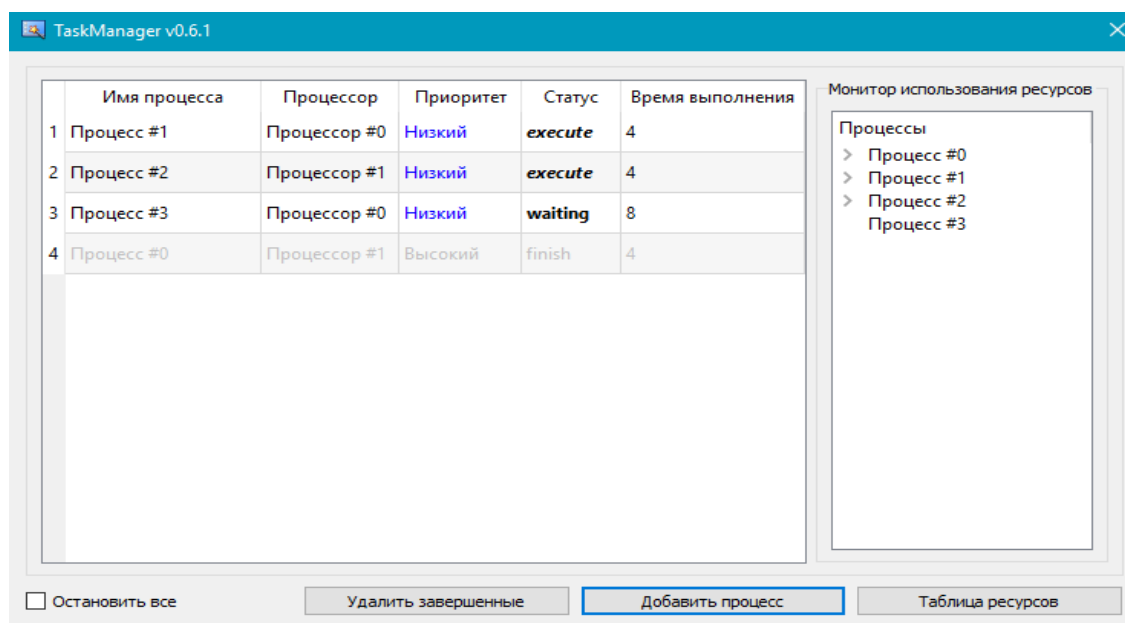 TaskManager v0.6.1
Имя процесса Процессор Приоритет Статус Время выполнения
1 Процесс #1 Процессор #0 Низкий execute 4
2 Процесс #2 Процессор #1 Низкий execute 4
3 Процесс #3 Процессор #0 Низкий waiting 8
4 Процесс #0 Процессор #1 Высокий finish 4
Монитор использования ресурсов
Процессы
Процесс #0
Процесс #1
Процесс #2
Процесс #3
Остановить все
Удалить завершенные
Добавить процесс
Таблица ресурсов